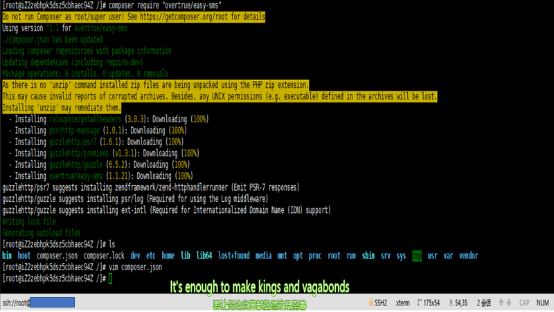 [root@iZ2zebhpk5dsz5cbhaec94Z /]# composer require "overtrue/easy-sms"
Do not run Composer as root/super user! See https://getcomposer.org/root for details
Using version ^1.1 for overtrue/easy-sms
./composer.json has been updated
Loading composer repositories with package information
Updating dependencies (including require-dev)
Package operations: 6 installs, 0 updates, 0 removals
As there is no 'unzip' command installed zip files are being unpacked using the PHP zip extension.
This may cause invalid reports of corrupted archives. Besides, any UNIX permissions (e.g. executable) defined in the archives will be lost.
Installing 'unzip' may remediate them.
- Installing ralouphie/getallheaders (3.0.3): Downloading (100%)
- Installing psr/http-message (1.0.1): Downloading (100%)
- Installing guzzlehttp/psr7 (1.6.1): Downloading (100%)
- Installing guzzlehttp/promises (v1.3.1): Downloading (100%)
- Installing guzzlehttp/guzzle (6.5.2): Downloading (100%)
- Installing overtrue/easy-sms (1.1.21): Downloading (100%)
guzzlehttp/psr7 suggests installing zendframework/zend-httphandlerrunner (Emit PSR-7 responses)
guzzlehttp/guzzle suggests installing psr/log (Required for using the Log middleware)
guzzlehttp/guzzle suggests installing ext-intl (Required for Internationalized Domain Name (IDN) support)
Writing lock file
Generating autoload files
[root@iZ2zebhpk5dsz5cbhaec94Z /]# ls
bin boot composer.json composer.lock dev etc home lib lib64 lost+found media mnt opt proc root run sbin srv sys tmp usr var vendor
[root@iZ2zebhpk5dsz5cbhaec94Z /]# vim composer.json
[root@iZ2zebhpk5dsz5cbhaec94Z /]#
It's enough to make kings and vagabonds
ssh://root@ SSH2 xterm 175x54 54,35 2 会话 CAP NUM